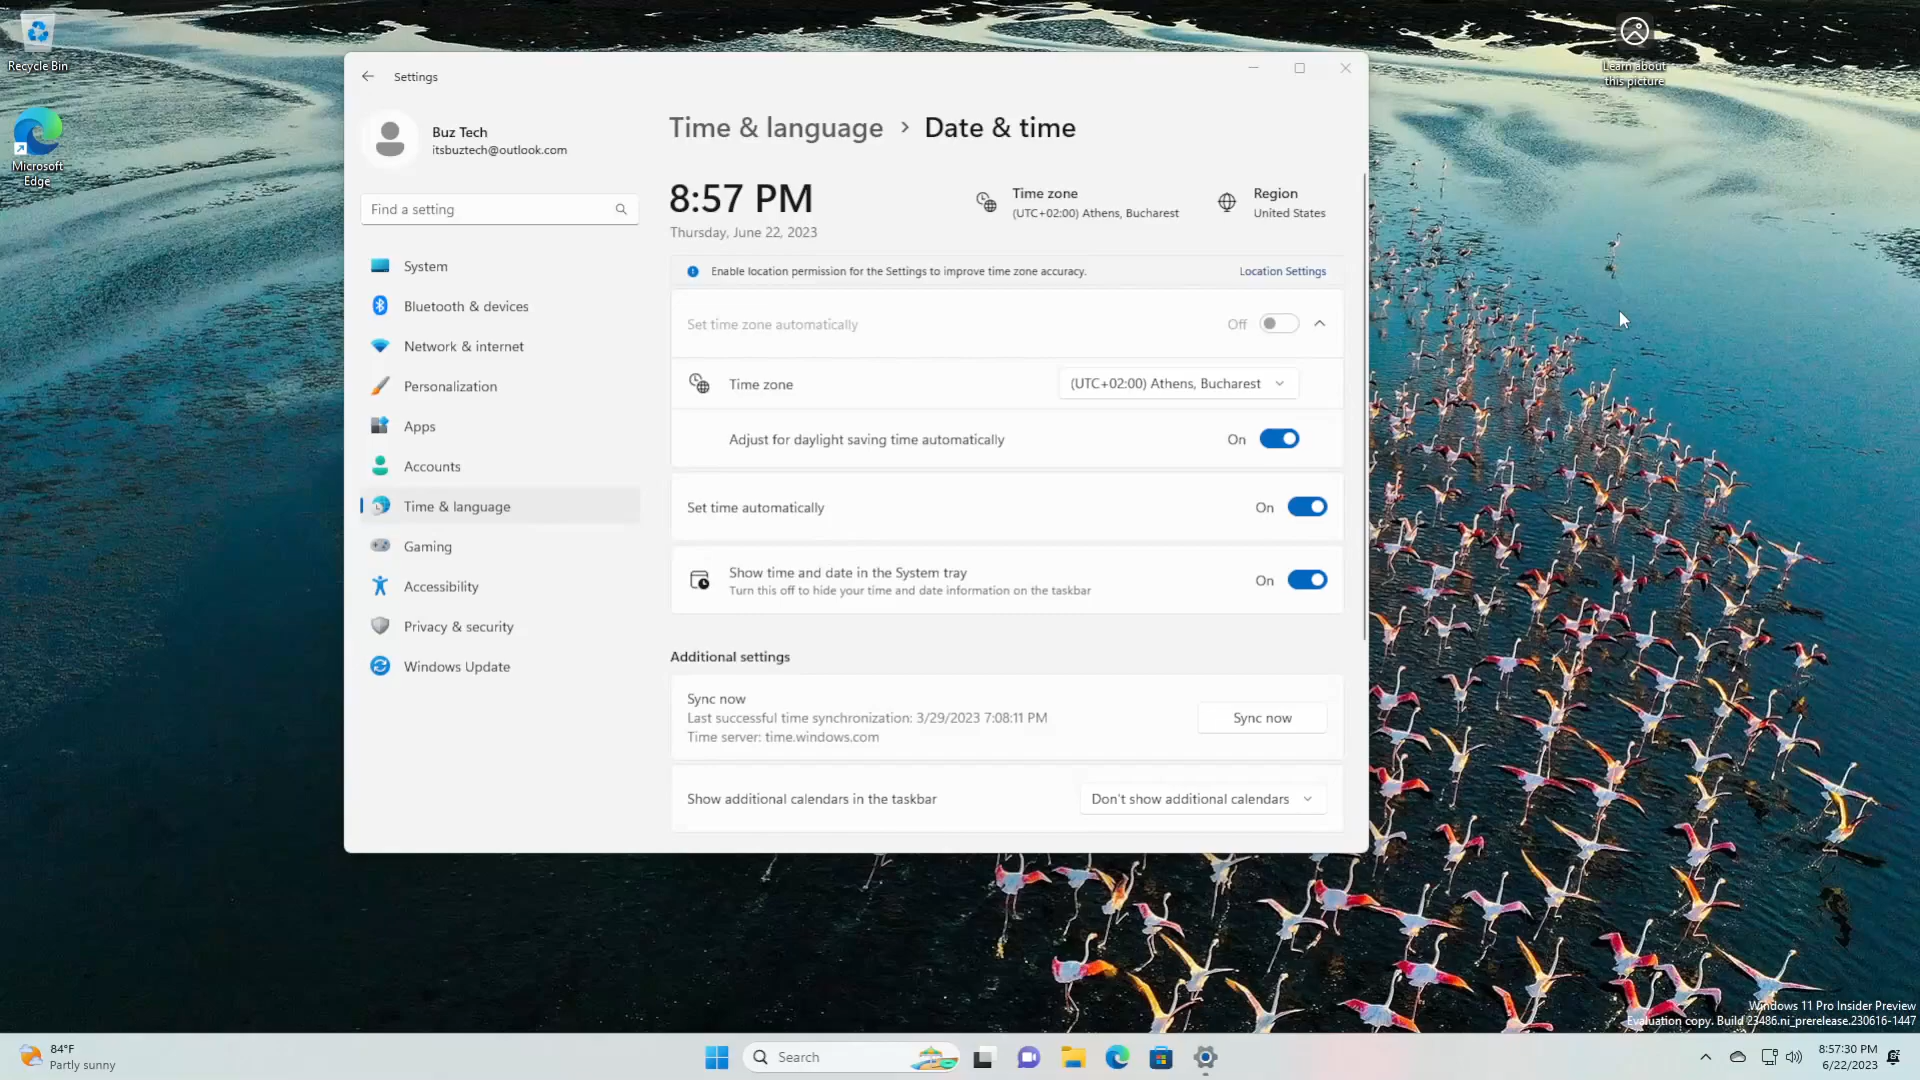 Recycle Bin
Microsoft
Edge
Learn about
this picture
Settings
Buz Tech
itsbuztech@outlook.com
Find a setting
System
Bluetooth & devices
Network & internet
Personalization
Apps
Accounts
Time & language
Gaming
Accessibility
Privacy & security
Windows Update
Time & language > Date & time
8:57 PM
Thursday, June 22, 2023
Time zone
(UTC+02:00) Athens, Bucharest
Region
United States
Enable location permission for the Settings to improve time zone accuracy. Location Settings
Set time zone automatically Off
Time zone (UTC+02:00) Athens, Bucharest
Adjust for daylight saving time automatically On
Set time automatically On
Show time and date in the System tray On
Turn this off to hide your time and date information on the taskbar
Additional settings
Sync now
Last successful time synchronization: 3/29/2023 7:08:11 PM
Time server: time.windows.com
Sync now
Show additional calendars in the taskbar Don't show additional calendars
Windows 11 Pro Insider Preview
Evaluation copy. Build 23486.ni_prerelease.230616-1447
84°F
Partly sunny
Search
8:57:30 PM
6/22/2023